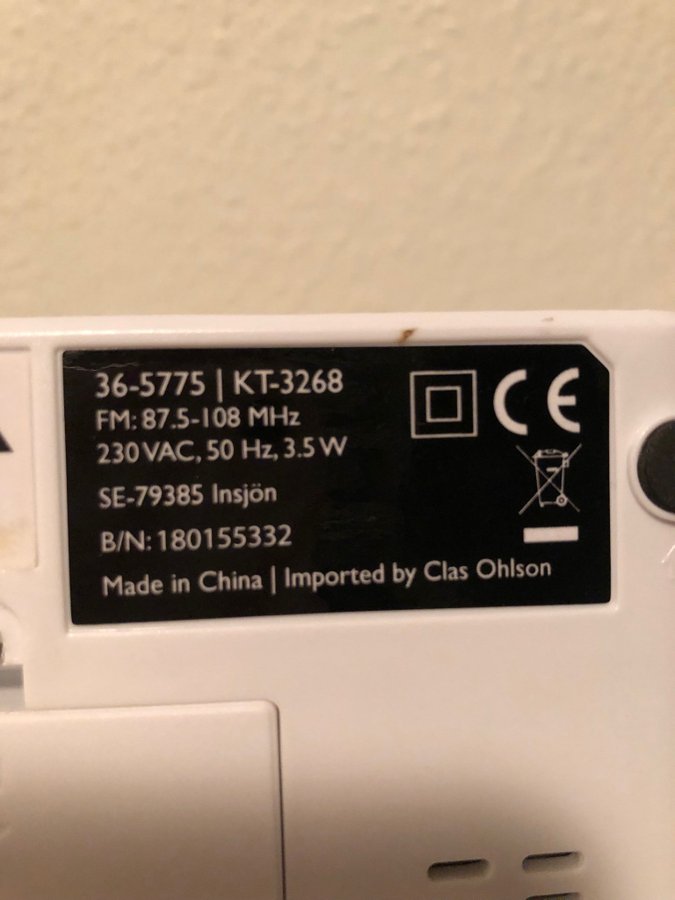 36-5775 | KT-3268
FM: 87.5-108 MHz
230 VAC, 50 Hz, 3.5 W
SE-79385 Insjön
B/N: 180155332
Made in China | Imported by Clas Ohlson
CE